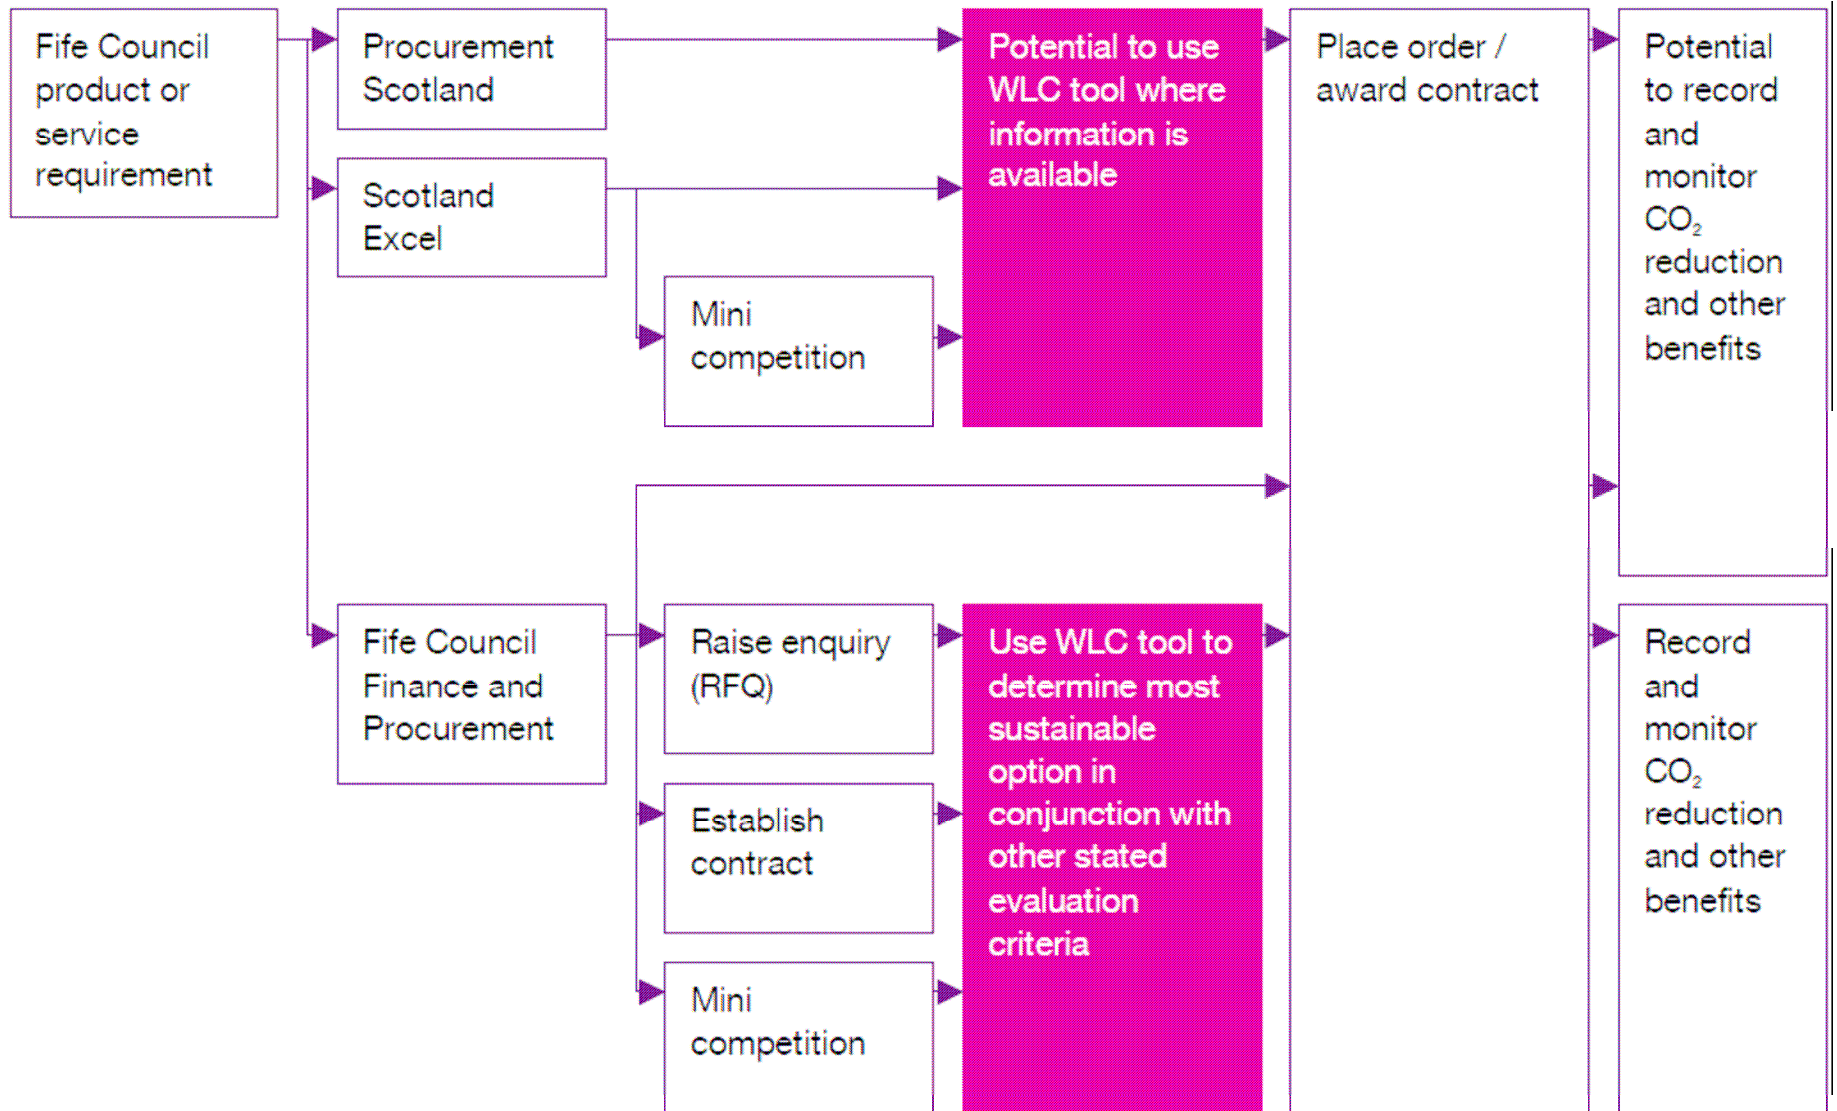 Fife Council
product or
service
requirement
Procurement
Scotland
Scotland
Excel
Mini
competition
Potential to use
WLC tool where
information is
available
Place order /
award contract
Potential
to record
and
monitor
CO₂
reduction
and other
benefits
Fife Council
Finance and
Procurement
Raise enquiry
(RFQ)
Establish
contract
Mini
competition
Use WLC tool to
determine most
sustainable
option in
conjunction with
other stated
evaluation
criteria
Record
and
monitor
CO₂
reduction
and other
benefits